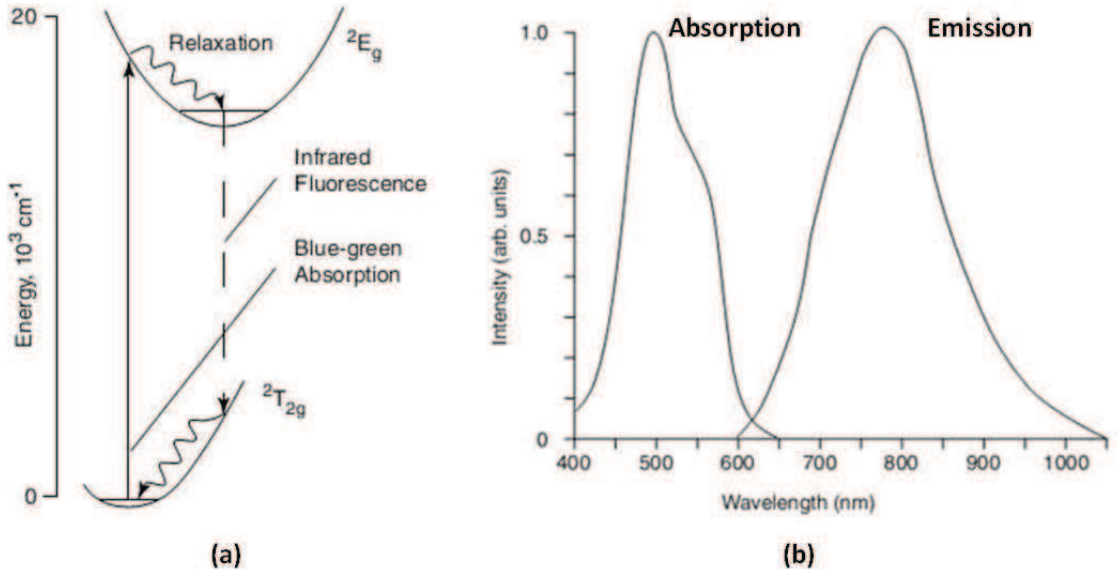 20
0
Energy, 10³ cm⁻¹
Relaxation
²E_g
Infrared
Fluorescence
Blue-green
Absorption
²T_2g
(a)
Absorption
Emission
1.0
0.5
0
Intensity (arb. units)
400 500 600 700 800 900 1000
Wavelength (nm)
(b)